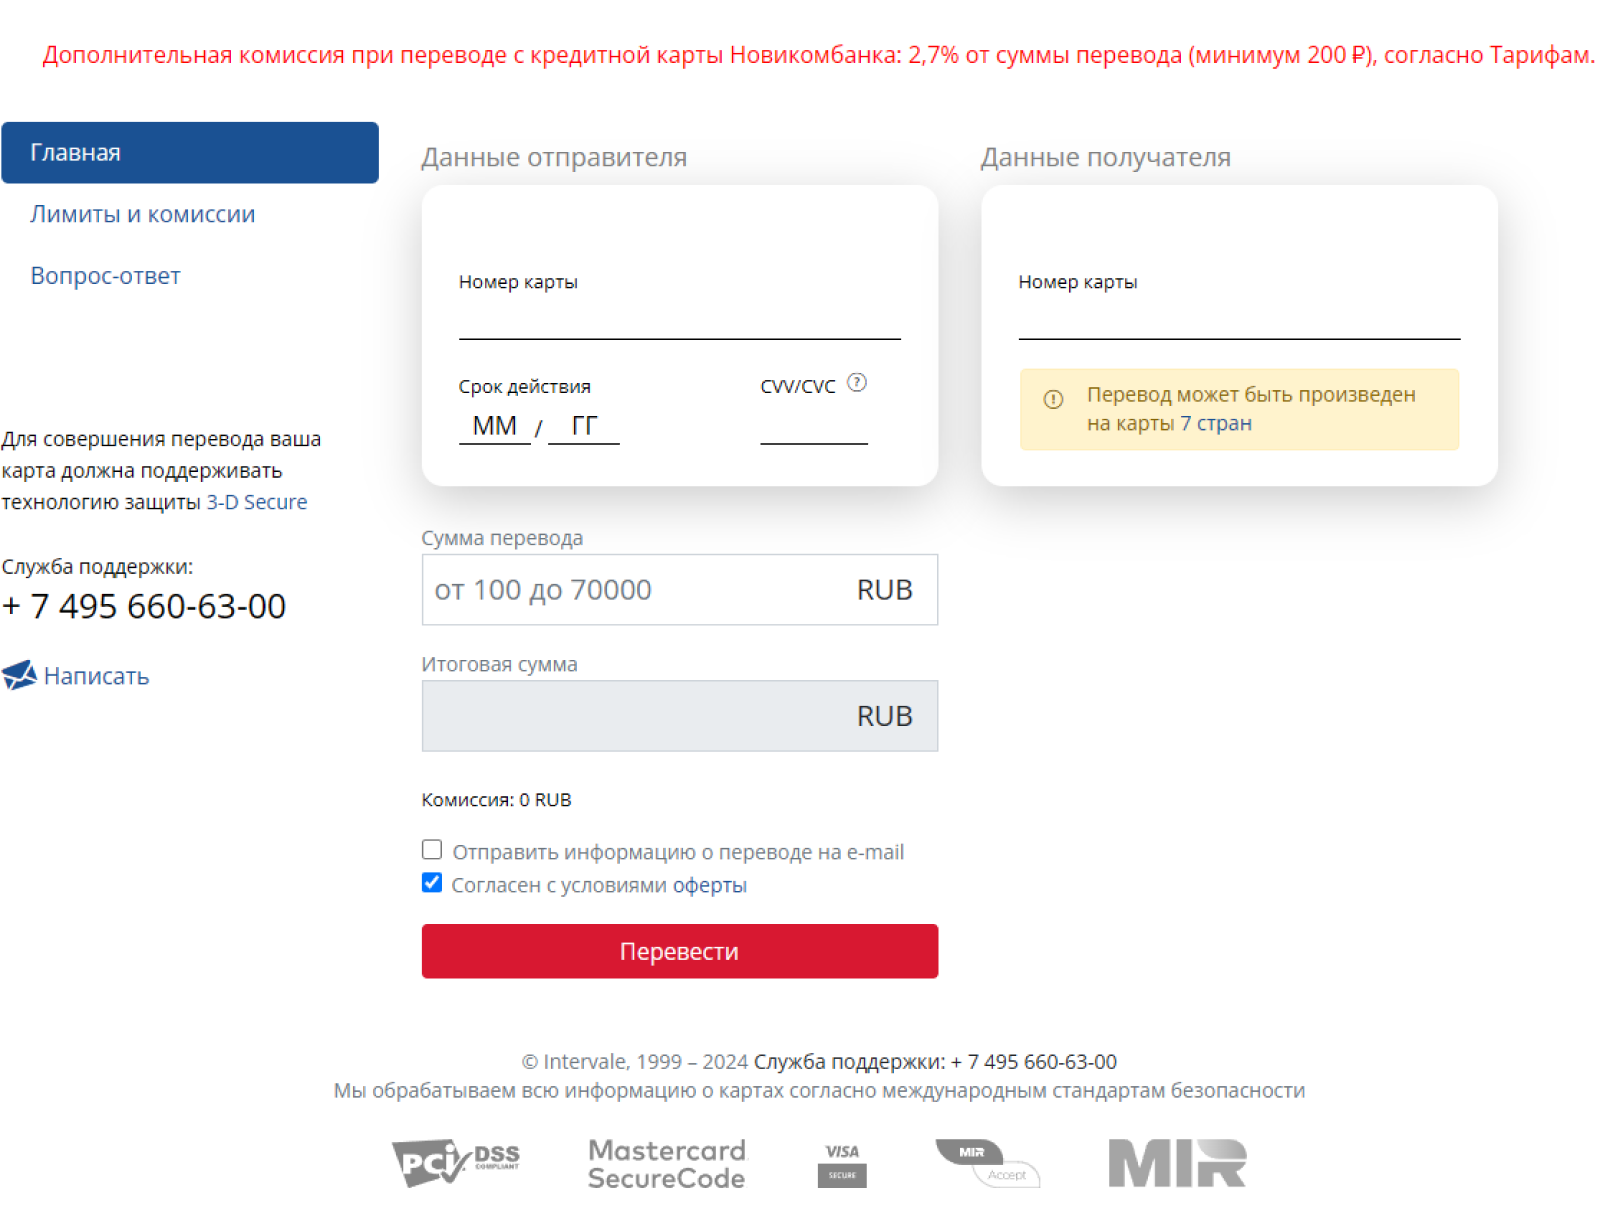 Дополнительная комиссия при переводе с кредитной карты Новикомбанка: 2,7% от суммы перевода (минимум 200 ₽), согласно Тарифам.
Главная
Лимиты и комиссии
Вопрос-ответ
Для совершения перевода ваша
карта должна поддерживать
технологию защиты 3-D Secure
Служба поддержки:
+ 7 495 660-63-00
Написать
Данные отправителя
Номер карты
Срок действия
CVV/CVC ?
ММ / ГГ
Данные получателя
Номер карты
Перевод может быть произведен
на карты 7 стран
Сумма перевода
от 100 до 70000 RUB
Итоговая сумма
RUB
Комиссия: 0 RUB
Отправить информацию о переводе на e-mail
Согласен с условиями оферты
Перевести
© Intervale, 1999 – 2024 Служба поддержки: + 7 495 660-63-00
Мы обрабатываем всю информацию о картах согласно международным стандартам безопасности
PCI DSS COMPLIANT
Mastercard
SecureCode
VISA
SECURE
MIR
Accept
MIR